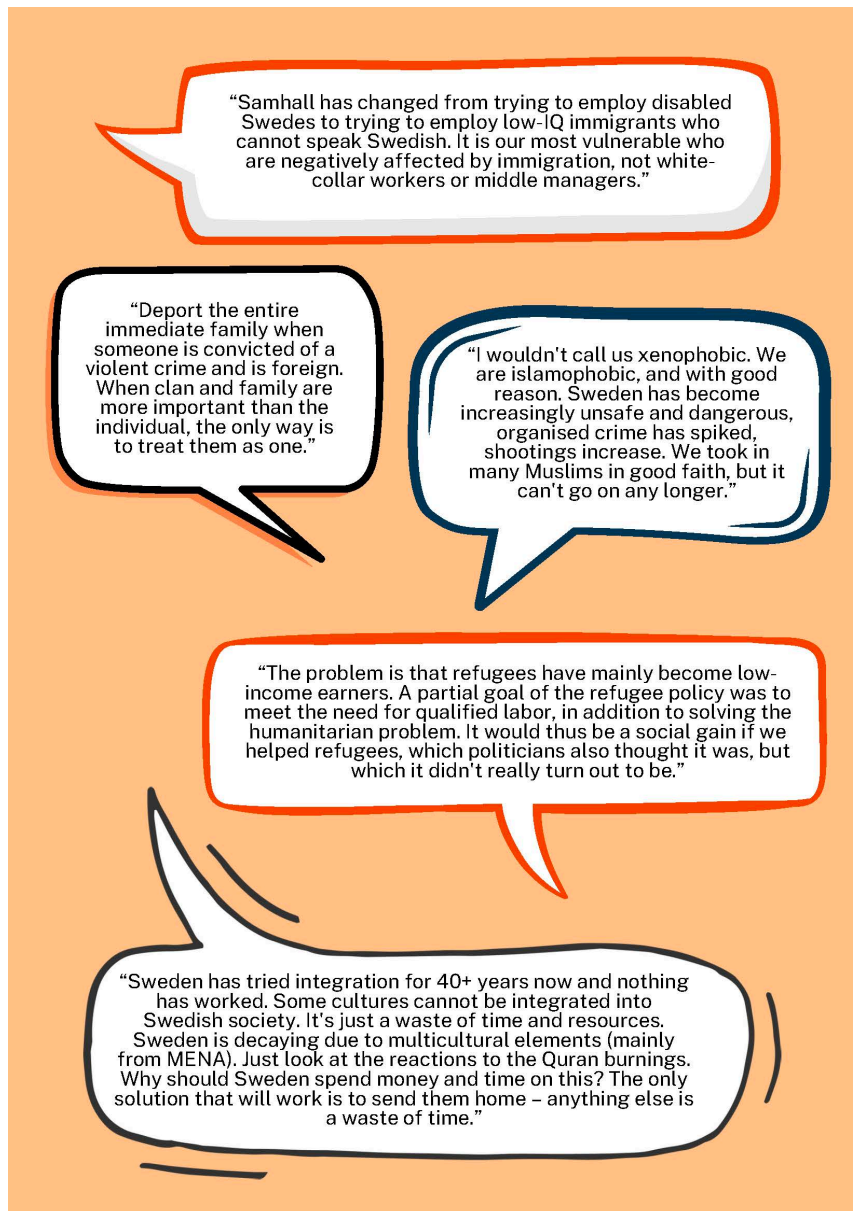 “Samhall has changed from trying to employ disabled
Swedes to trying to employ low-IQ immigrants who
cannot speak Swedish. It is our most vulnerable who
are negatively affected by immigration, not white-
collar workers or middle managers.”
“Deport the entire
immediate family when
someone is convicted of a
violent crime and is foreign.
When clan and family are
more important than the
individual, the only way is
to treat them as one.”
“I wouldn't call us xenophobic. We
are islamophobic, and with good
reason. Sweden has become
increasingly unsafe and dangerous,
organised crime has spiked,
shootings increase. We took in
many Muslims in good faith, but it
can't go on any longer.”
“The problem is that refugees have mainly become low-
income earners. A partial goal of the refugee policy was to
meet the need for qualified labor, in addition to solving the
humanitarian problem. It would thus be a social gain if we
helped refugees, which politicians also thought it was, but
which it didn't really turn out to be.”
“Sweden has tried integration for 40+ years now and nothing
has worked. Some cultures cannot be integrated into
Swedish society. It's just a waste of time and resources.
Sweden is decaying due to multicultural elements (mainly
from MENA). Just look at the reactions to the Quran burnings.
Why should Sweden spend money and time on this? The only
solution that will work is to send them home – anything else is
a waste of time.”